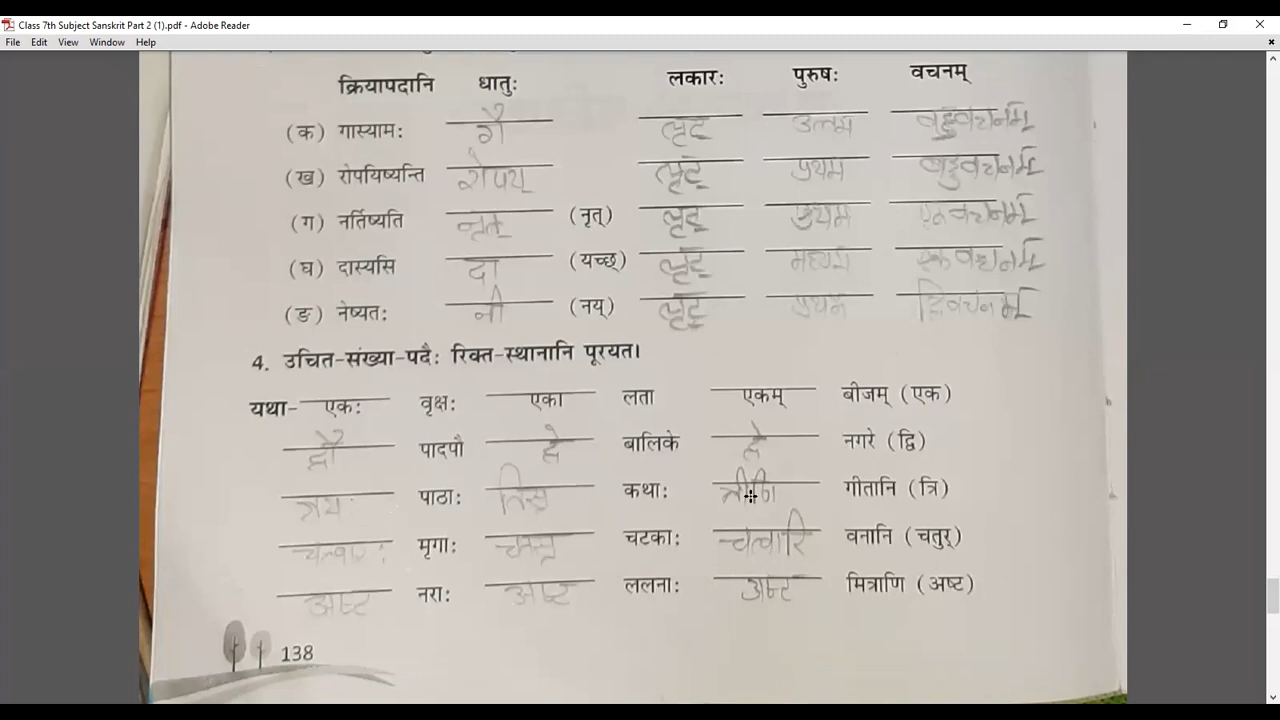 Class 7th Subject Sanskrit Part 2 (1).pdf - Adobe Reader
File Edit View Window Help
क्रियापदानि धातुः लकारः पुरुषः वचनम्
(क) गास्यामः गै लृट् उत्तम बहुवचनम्
(ख) रोपयिष्यन्ति रोपय् लृट् प्रथम बहुवचनम्
(ग) नर्तिष्यति नृत् (नृत्) लृट् प्रथम एकवचनम्
(घ) दास्यसि दा (यच्छ्) लृट् मध्यम एकवचनम्
(ङ) नेष्यतः नी (नय्) लृट् प्रथम द्विवचनम्
4. उचित-संख्या-पदैः रिक्त-स्थानानि पूरयत।
यथा- एकः वृक्षः एका लता एकम् बीजम् (एक)
द्वौ पादपौ द्वे बालिके द्वे नगरे (द्वि)
त्रय पाठाः तिस्र कथाः त्रीणि गीतानि (त्रि)
मृगाः चटकाः चत्वारि वनानि (चतुर्)
अष्ट नराः अष्ट ललनाः अष्ट मित्राणि (अष्ट)
138